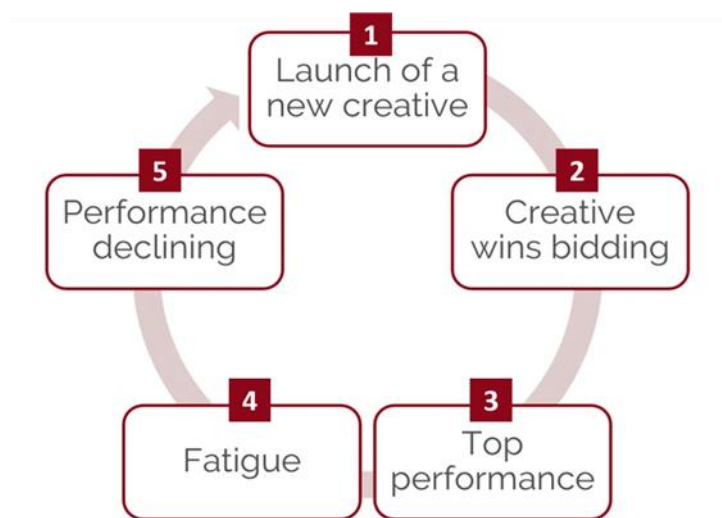 1
Launch of a
new creative
2
Creative
wins bidding
3
Top
performance
4
Fatigue
5
Performance
declining